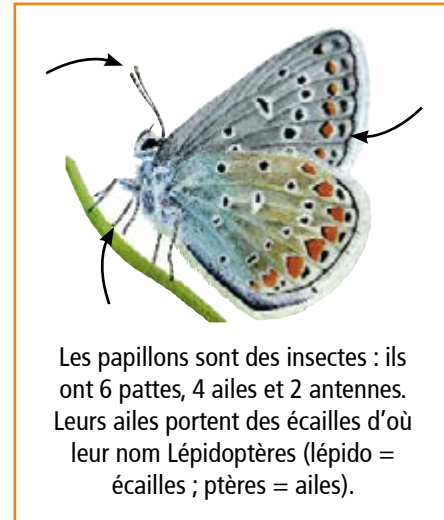 Les papillons sont des insectes : ils
ont 6 pattes, 4 ailes et 2 antennes.
Leurs ailes portent des écailles d'où
leur nom Lépidoptères (lépido =
écailles ; ptères = ailes).